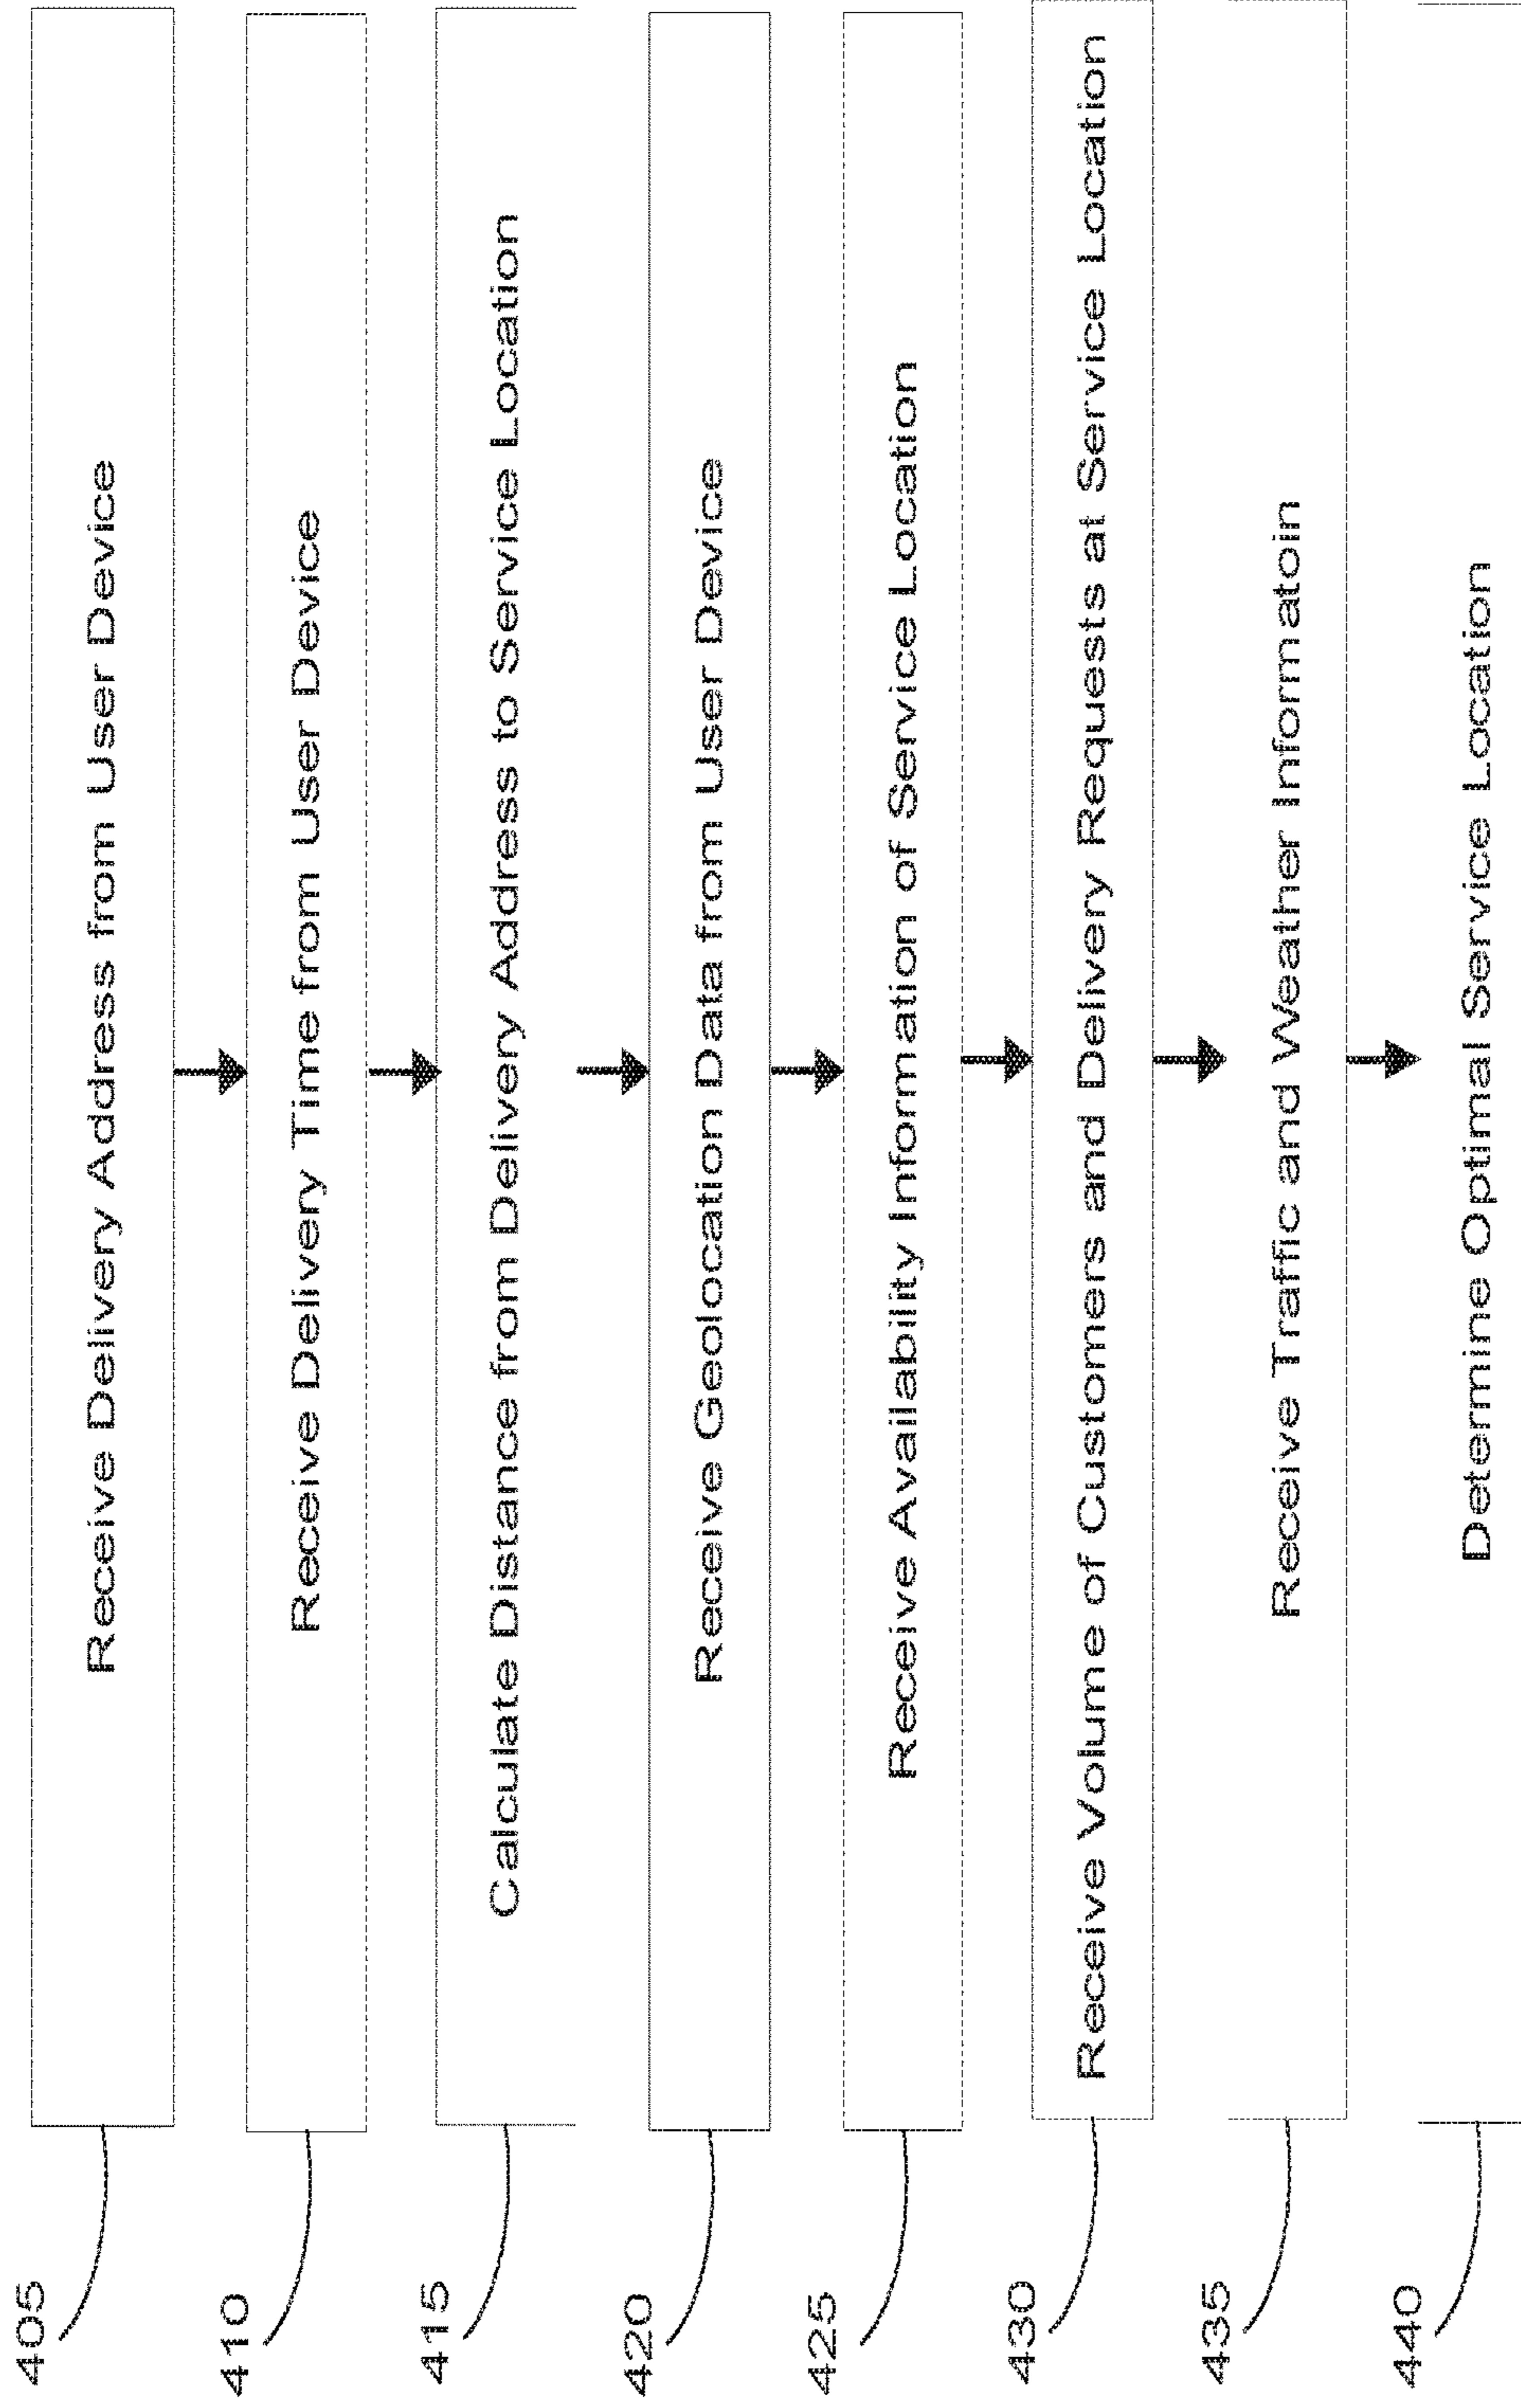 405
Receive Delivery Address from User Device
410
Receive Delivery Time from User Device
415
Calculate Distance from Delivery Address to Service Location
420
Receive Geolocation Data from User Device
425
Receive Availability Information of Service Location
430
Receive Volume of Customers and Delivery Requests at Service Location
435
Receive Traffic and Weather Informatoin
440
Determine Optimal Service Location